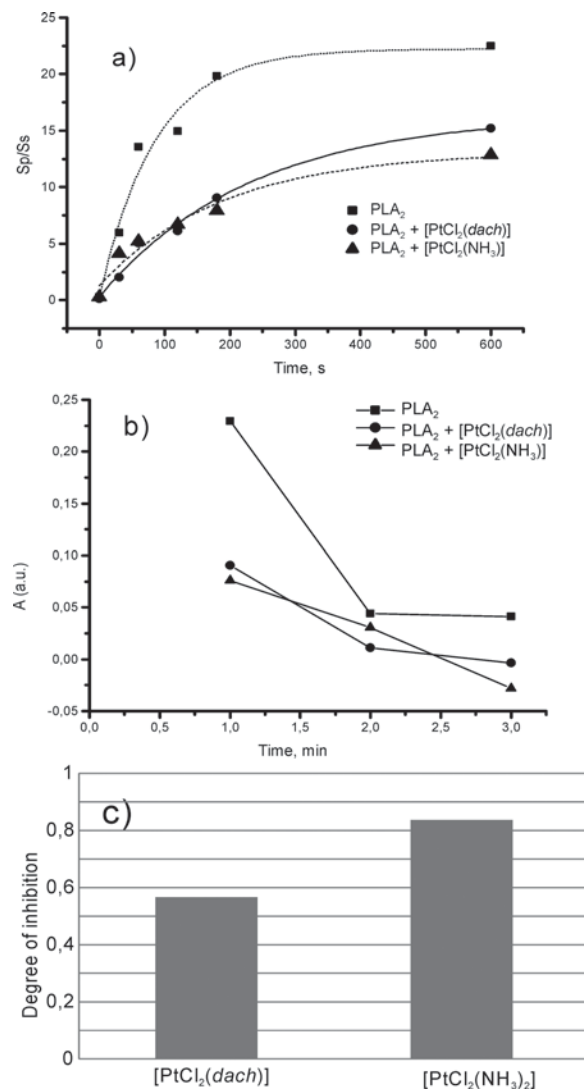 a)
25
20
15
10
5
0
Sp/Ss
PLA₂
PLA₂ + [PtCl₂(dach)]
PLA₂ + [PtCl₂(NH₃)]
0 100 200 300 400 500 600
Time, s
b)
0,25
0,20
0,15
0,10
0,05
0,00
-0,05
A (a.u.)
PLA₂
PLA₂ + [PtCl₂(dach)]
PLA₂ + [PtCl₂(NH₃)]
0,0 0,5 1,0 1,5 2,0 2,5 3,0
Time, min
c)
1
0,8
0,6
0,4
0,2
0
Degree of inhibition
[PtCl₂(dach)] [PtCl₂(NH₃)₂]